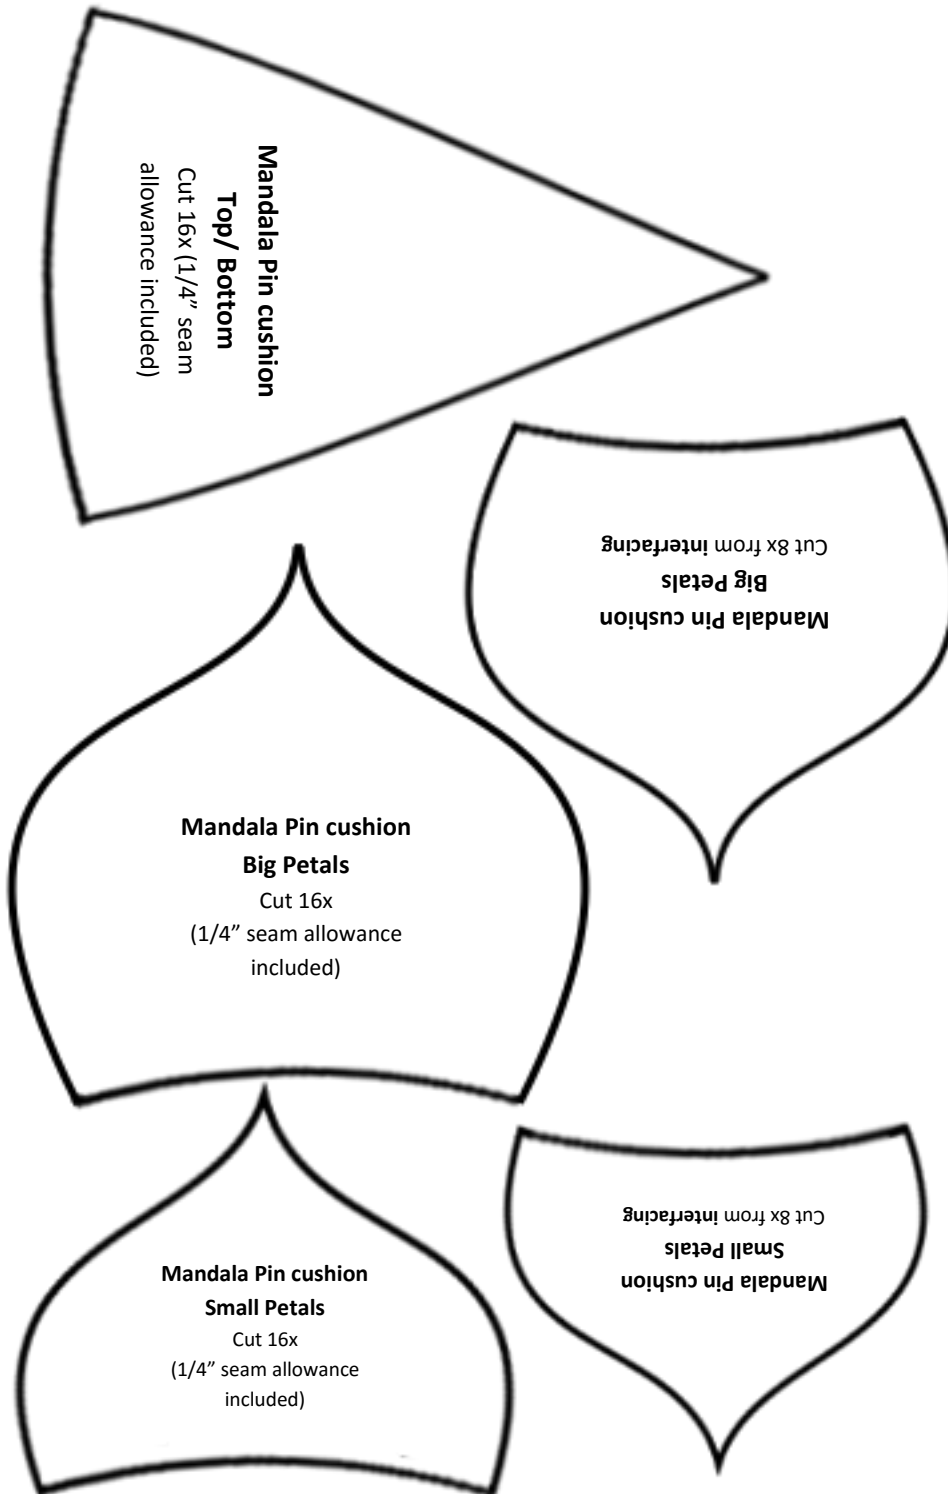 Mandala Pin cushion
Top/ Bottom
Cut 16x (1/4” seam
allowance included)
Mandala Pin cushion
Big Petals
Cut 8x from interfacing
Mandala Pin cushion
Big Petals
Cut 16x
(1/4” seam allowance
included)
Mandala Pin cushion
Small Petals
Cut 8x from interfacing
Mandala Pin cushion
Small Petals
Cut 16x
(1/4” seam allowance
included)